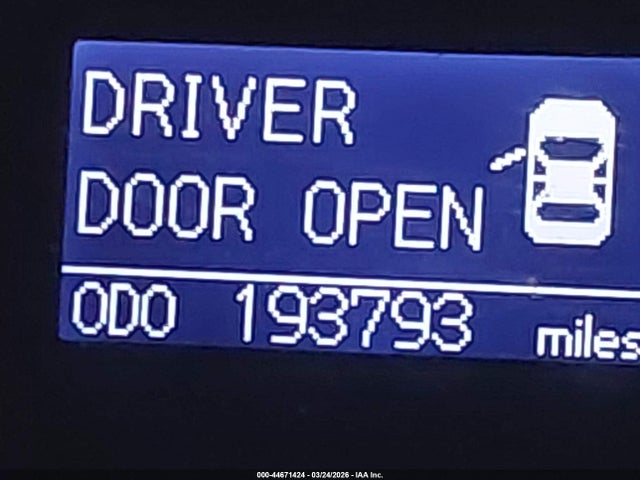 DRIVER
DOOR OPEN
ODO 193793 miles
000-44671424 - 03/24/2026 - IAA Inc.